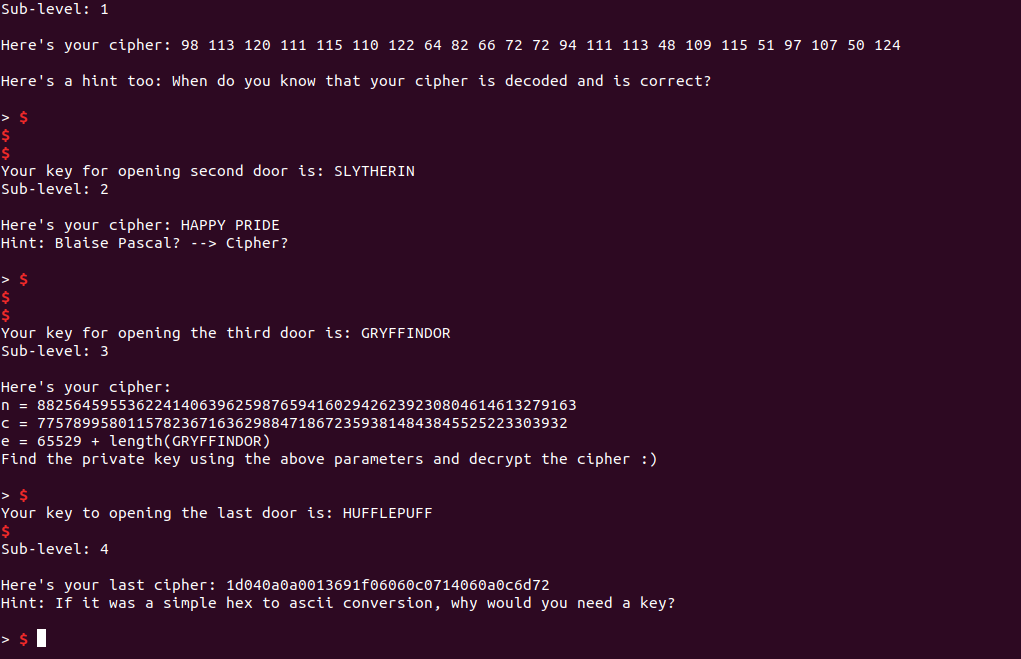 Sub-level: 1
Here's your cipher: 98 113 120 111 115 110 122 64 82 66 72 72 94 111 113 48 109 115 51 97 107 50 124
Here's a hint too: When do you know that your cipher is decoded and is correct?
> $
$
$
Your key for opening second door is: SLYTHERIN
Sub-level: 2
Here's your cipher: HAPPY PRIDE
Hint: Blaise Pascal? --> Cipher?
> $
$
$
Your key for opening the third door is: GRYFFINDOR
Sub-level: 3
Here's your cipher:
n = 882564595536224140639625987659416029426239230804614613279163
c = 77578995801157823671636298847186723593814843845525223303932
e = 65529 + length(GRYFFINDOR)
Find the private key using the above parameters and decrypt the cipher :)
> $
Your key to opening the last door is: HUFFLEPUFF
$
Sub-level: 4
Here's your last cipher: 1d040a0a0013691f06060c0714060a0c6d72
Hint: If it was a simple hex to ascii conversion, why would you need a key?
> $